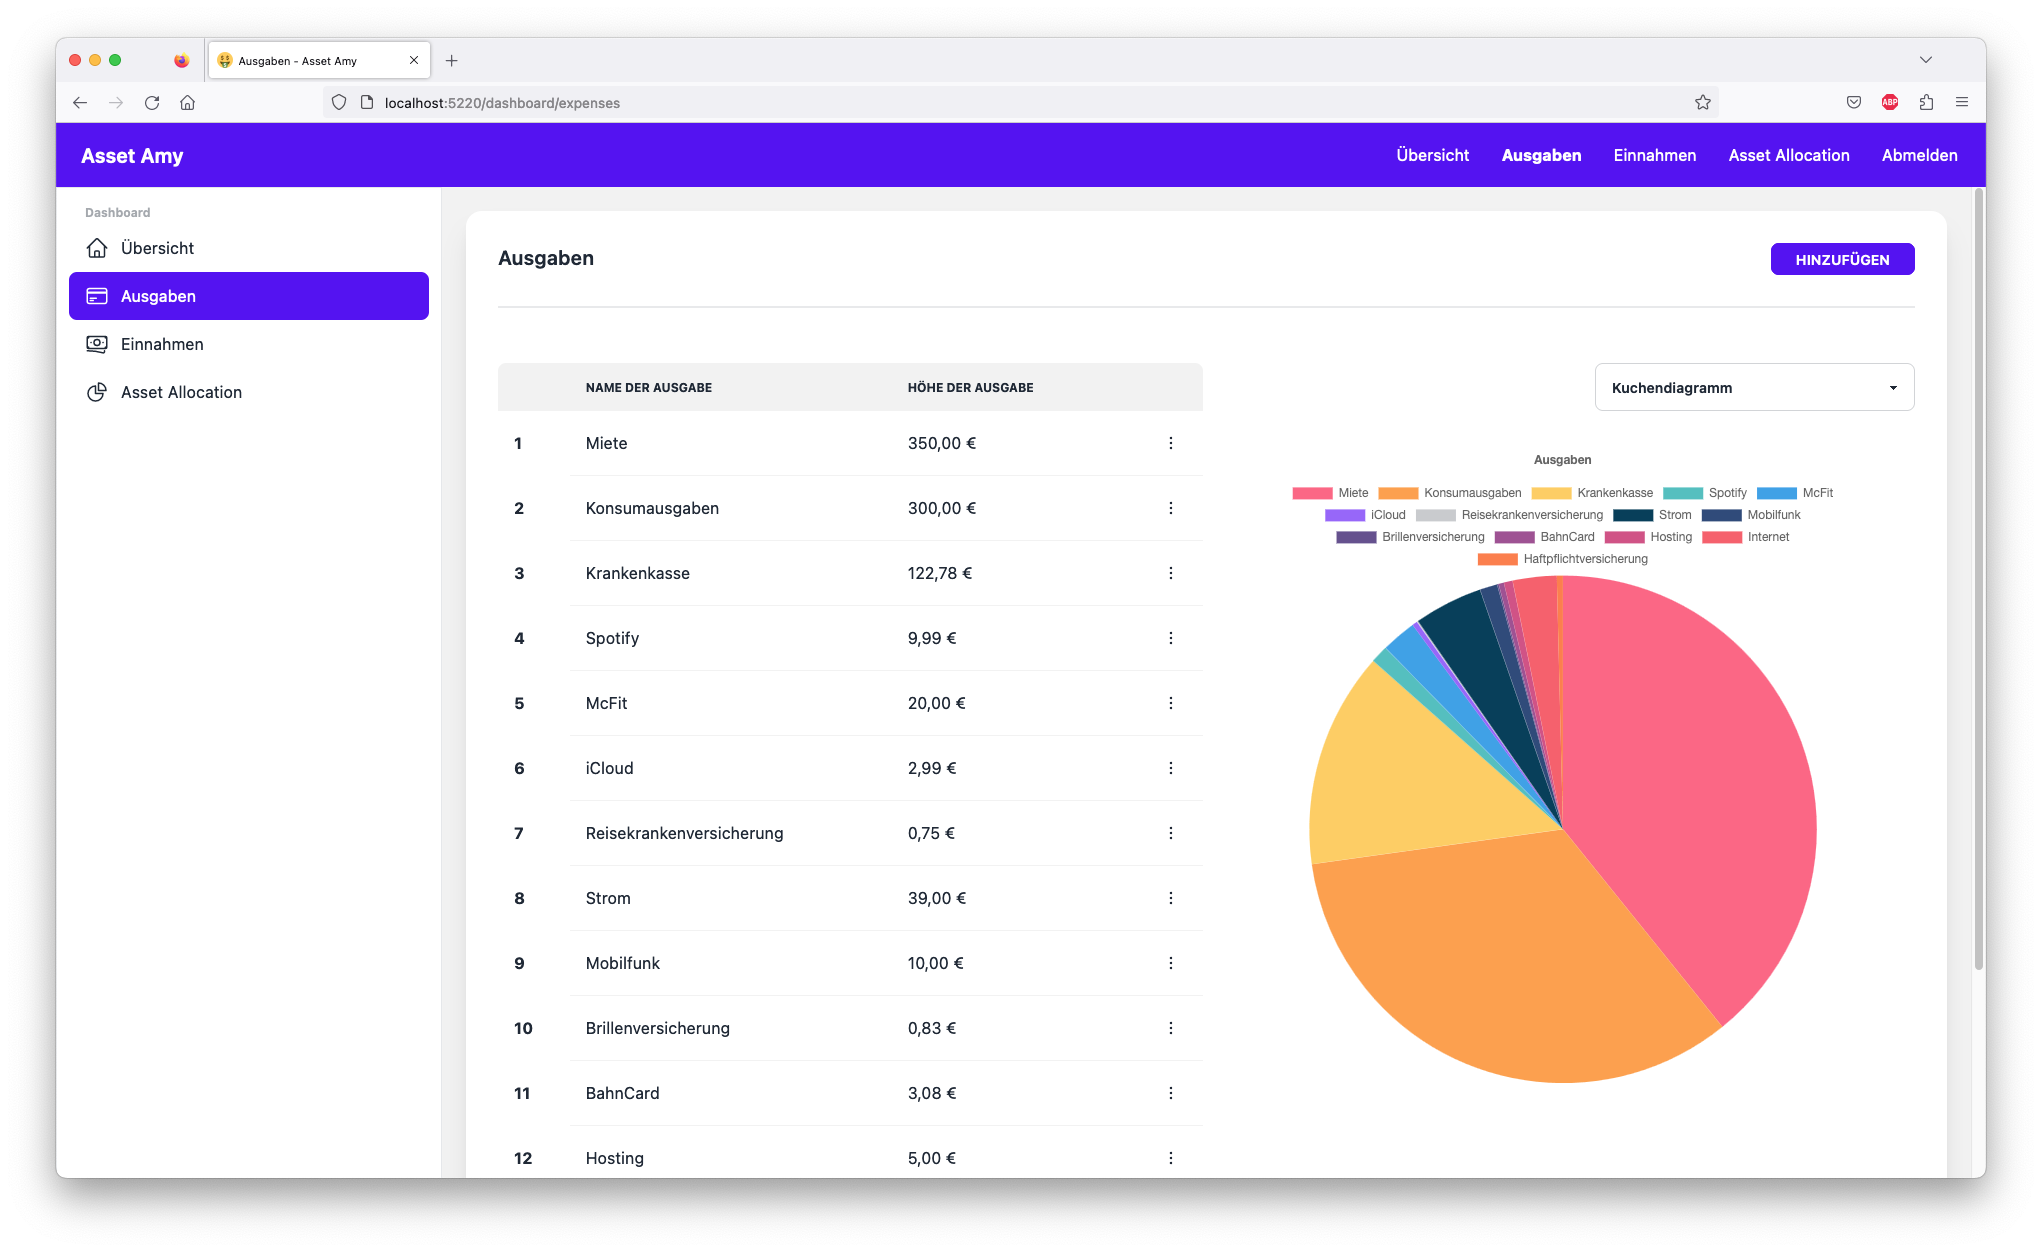 Ausgaben - Asset Amy
localhost:5220/dashboard/expenses
ABP
Asset Amy
Übersicht Ausgaben Einnahmen Asset Allocation Abmelden
Dashboard
Übersicht
Ausgaben
Einnahmen
Asset Allocation
Ausgaben
HINZUFÜGEN
NAME DER AUSGABE HÖHE DER AUSGABE
1 Miete 350,00 €
2 Konsumausgaben 300,00 €
3 Krankenkasse 122,78 €
4 Spotify 9,99 €
5 McFit 20,00 €
6 iCloud 2,99 €
7 Reisekrankenversicherung 0,75 €
8 Strom 39,00 €
9 Mobilfunk 10,00 €
10 Brillenversicherung 0,83 €
11 BahnCard 3,08 €
12 Hosting 5,00 €
Kuchendiagramm
Ausgaben
Miete Konsumausgaben Krankenkasse Spotify McFit
iCloud Reisekrankenversicherung Strom Mobilfunk
Brillenversicherung BahnCard Hosting Internet
Haftpflichtversicherung